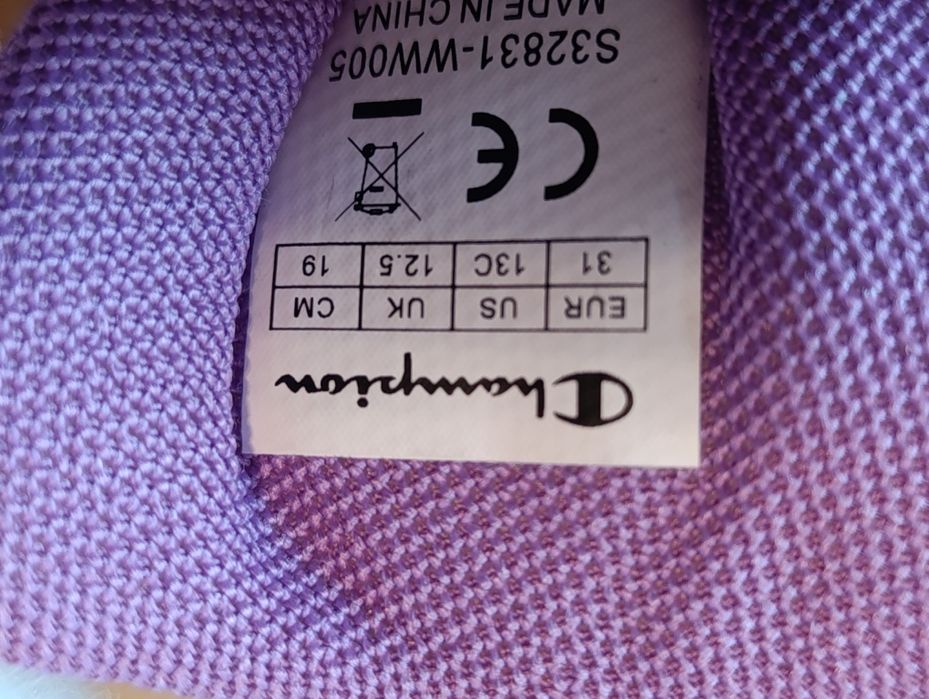 Champion
EUR US UK CM
31 13C 12.5 19
CE
S32831-WW005
MADE IN CHINA